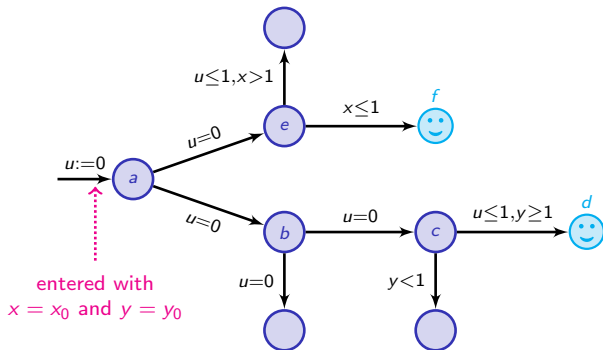 u≤1,x>1
f
x≤1
e
u=0
u:=0
a
u=0
d
u=0
u≤1,y≥1
b
c
u=0
y<1
entered with
x = x₀ and y = y₀